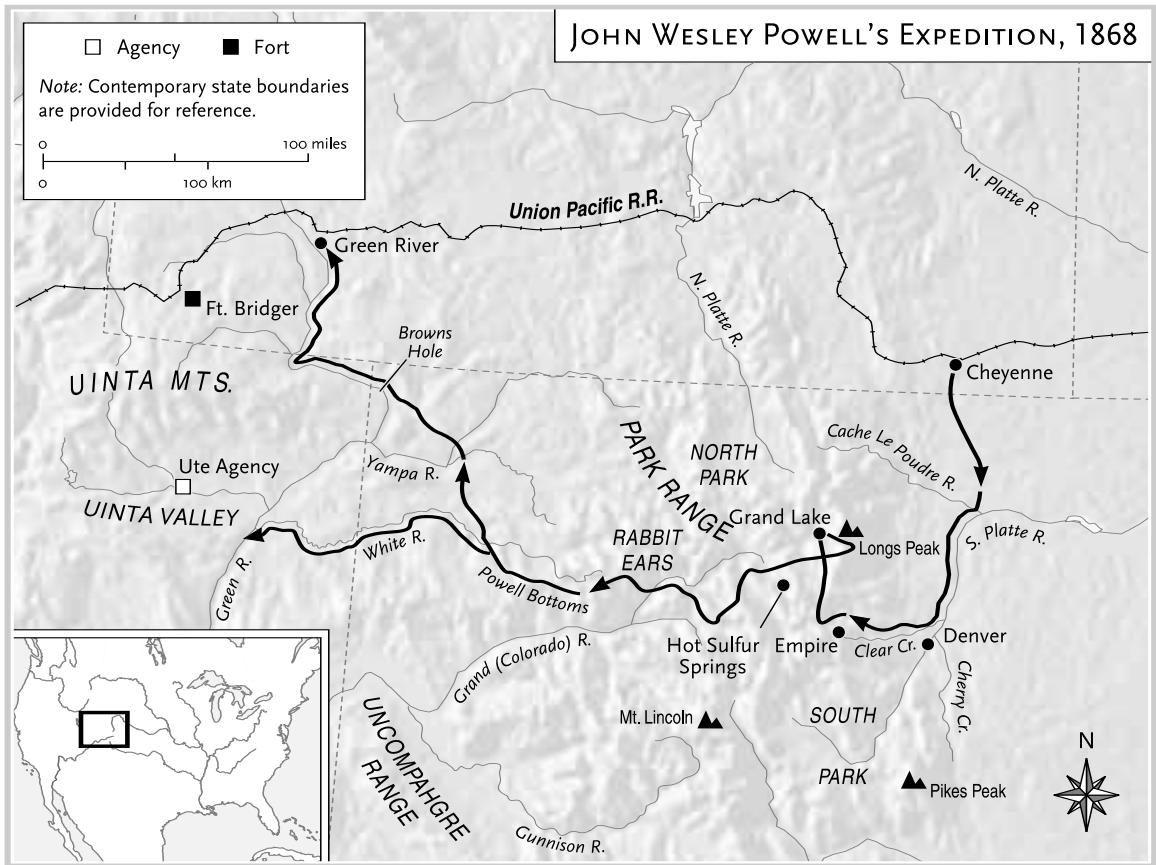 JOHN WESLEY POWELL'S EXPEDITION, 1868
Agency
Fort
Note: Contemporary state boundaries
are provided for reference.
0
100 miles
0
100 km
N. Platte R.
Union Pacific R.R.
Green River
Ft. Bridger
N. Platte R.
Browns
Hole
Cheyenne
UINTA MTS.
Cache Le Poudre R.
NORTH
PARK
PARK RANGE
Yampa R.
Ute Agency
UINTA VALLEY
Grand Lake
Longs Peak
S. Platte R.
RABBIT
EARS
White R.
Powell Bottoms
Green R.
Hot Sulfur
Springs
Empire
Clear Cr.
Denver
Grand (Colorado) R.
Cherry Cr.
Mt. Lincoln
SOUTH
PARK
UNCOMPAHGRE
RANGE
Pikes Peak
Gunnison R.
N